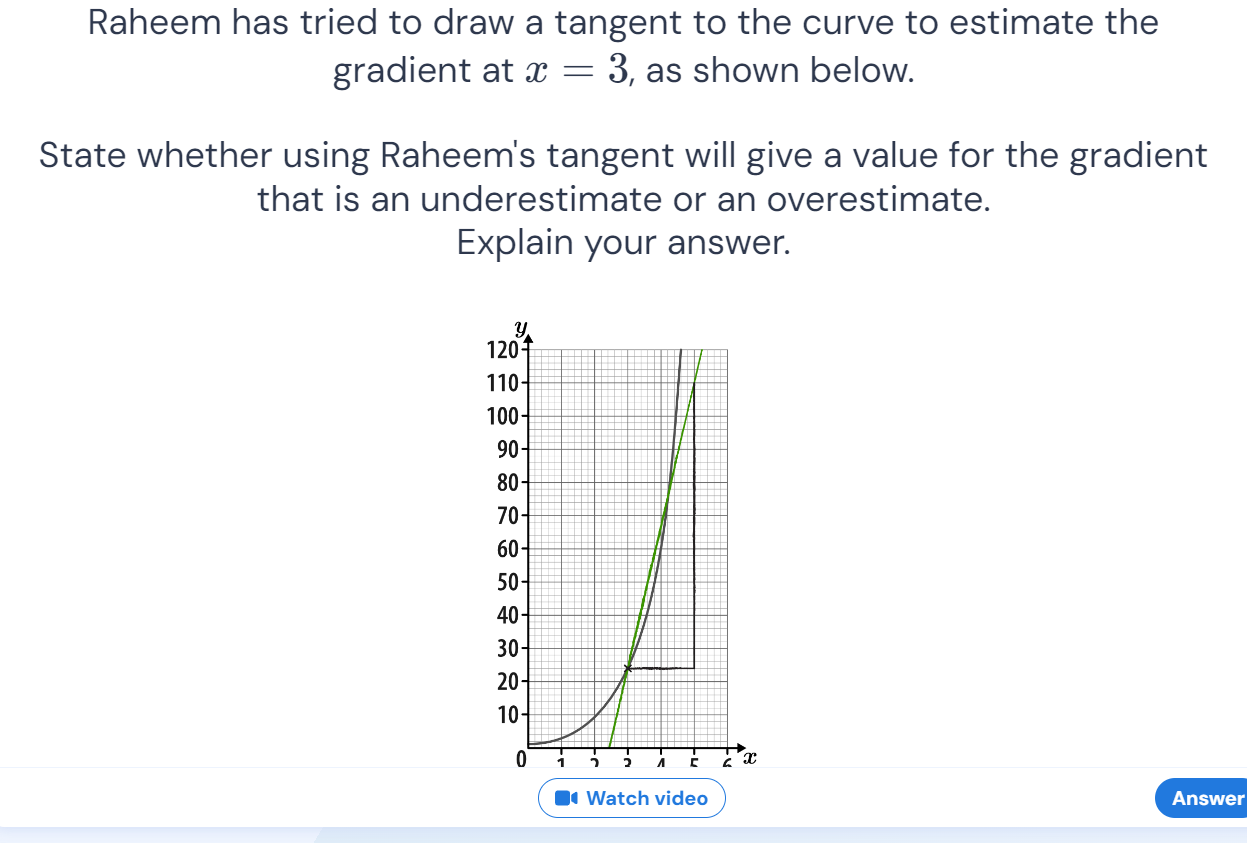 Raheem has tried to draw a tangent to the curve to estimate the
gradient at x = 3, as shown below.
State whether using Raheem's tangent will give a value for the gradient
that is an underestimate or an overestimate.
Explain your answer.
y
120
110
100
90
80
70
60
50
40
30
20
10
0 1 2 3 4 5 6 x
Watch video
Answer